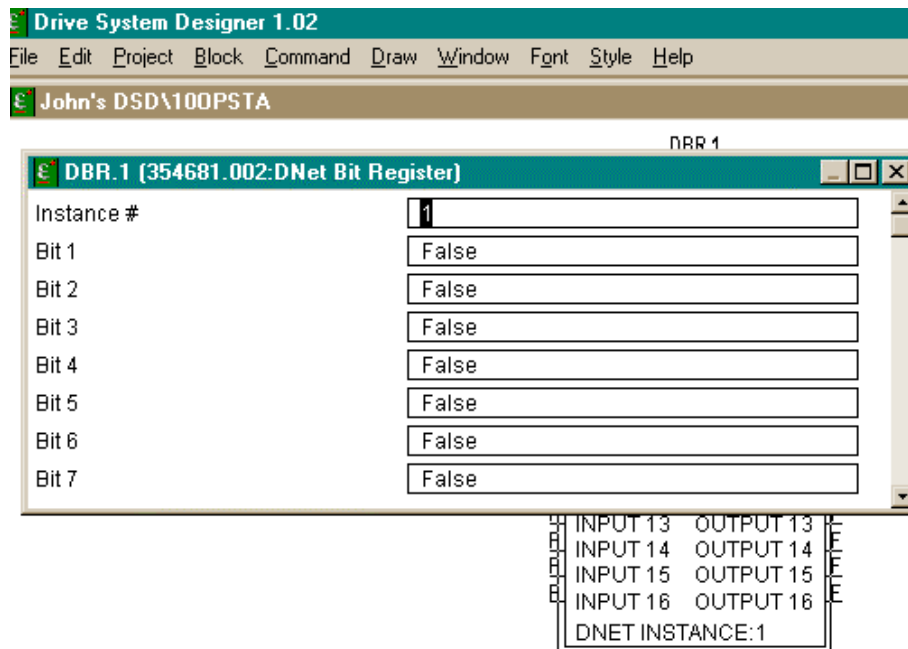 Drive System Designer 1.02
File Edit Project Block Command Draw Window Font Style Help
John's DSD\100PSTA
DBR.1
DBR.1 (354681.002:DNet Bit Register)
Instance # 1
Bit 1 False
Bit 2 False
Bit 3 False
Bit 4 False
Bit 5 False
Bit 6 False
Bit 7 False
INPUT 13 OUTPUT 13
INPUT 14 OUTPUT 14
INPUT 15 OUTPUT 15
INPUT 16 OUTPUT 16
DNET INSTANCE:1